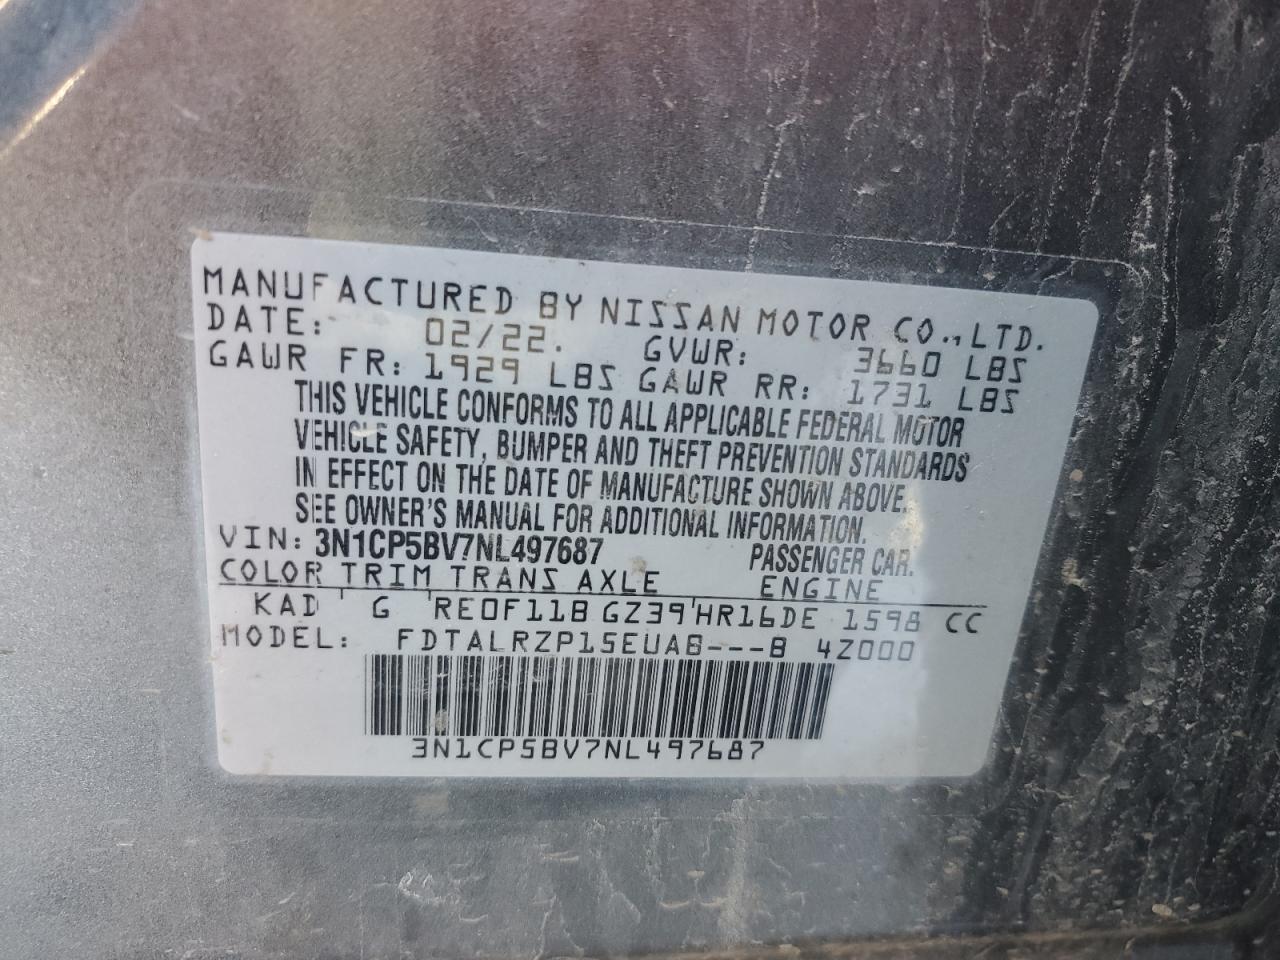 MANUFACTURED BY NISSAN MOTOR CO., LTD.
DATE: 02/22. GVWR: 3660 LBS
GAWR FR: 1929 LBS GAWR RR: 1731 LBS
THIS VEHICLE CONFORMS TO ALL APPLICABLE FEDERAL MOTOR
VEHICLE SAFETY, BUMPER AND THEFT PREVENTION STANDARDS
IN EFFECT ON THE DATE OF MANUFACTURE SHOWN ABOVE.
SEE OWNER'S MANUAL FOR ADDITIONAL INFORMATION.
VIN: 3N1CP5BV7NL497687 PASSENGER CAR.
COLOR TRIM TRANS AXLE ENGINE
KAD G RE0F11B GZ39 HR16DE 1598 CC
MODEL: FDTALRZP15EUAS---B 4Z000
3N1CP5BV7NL497687